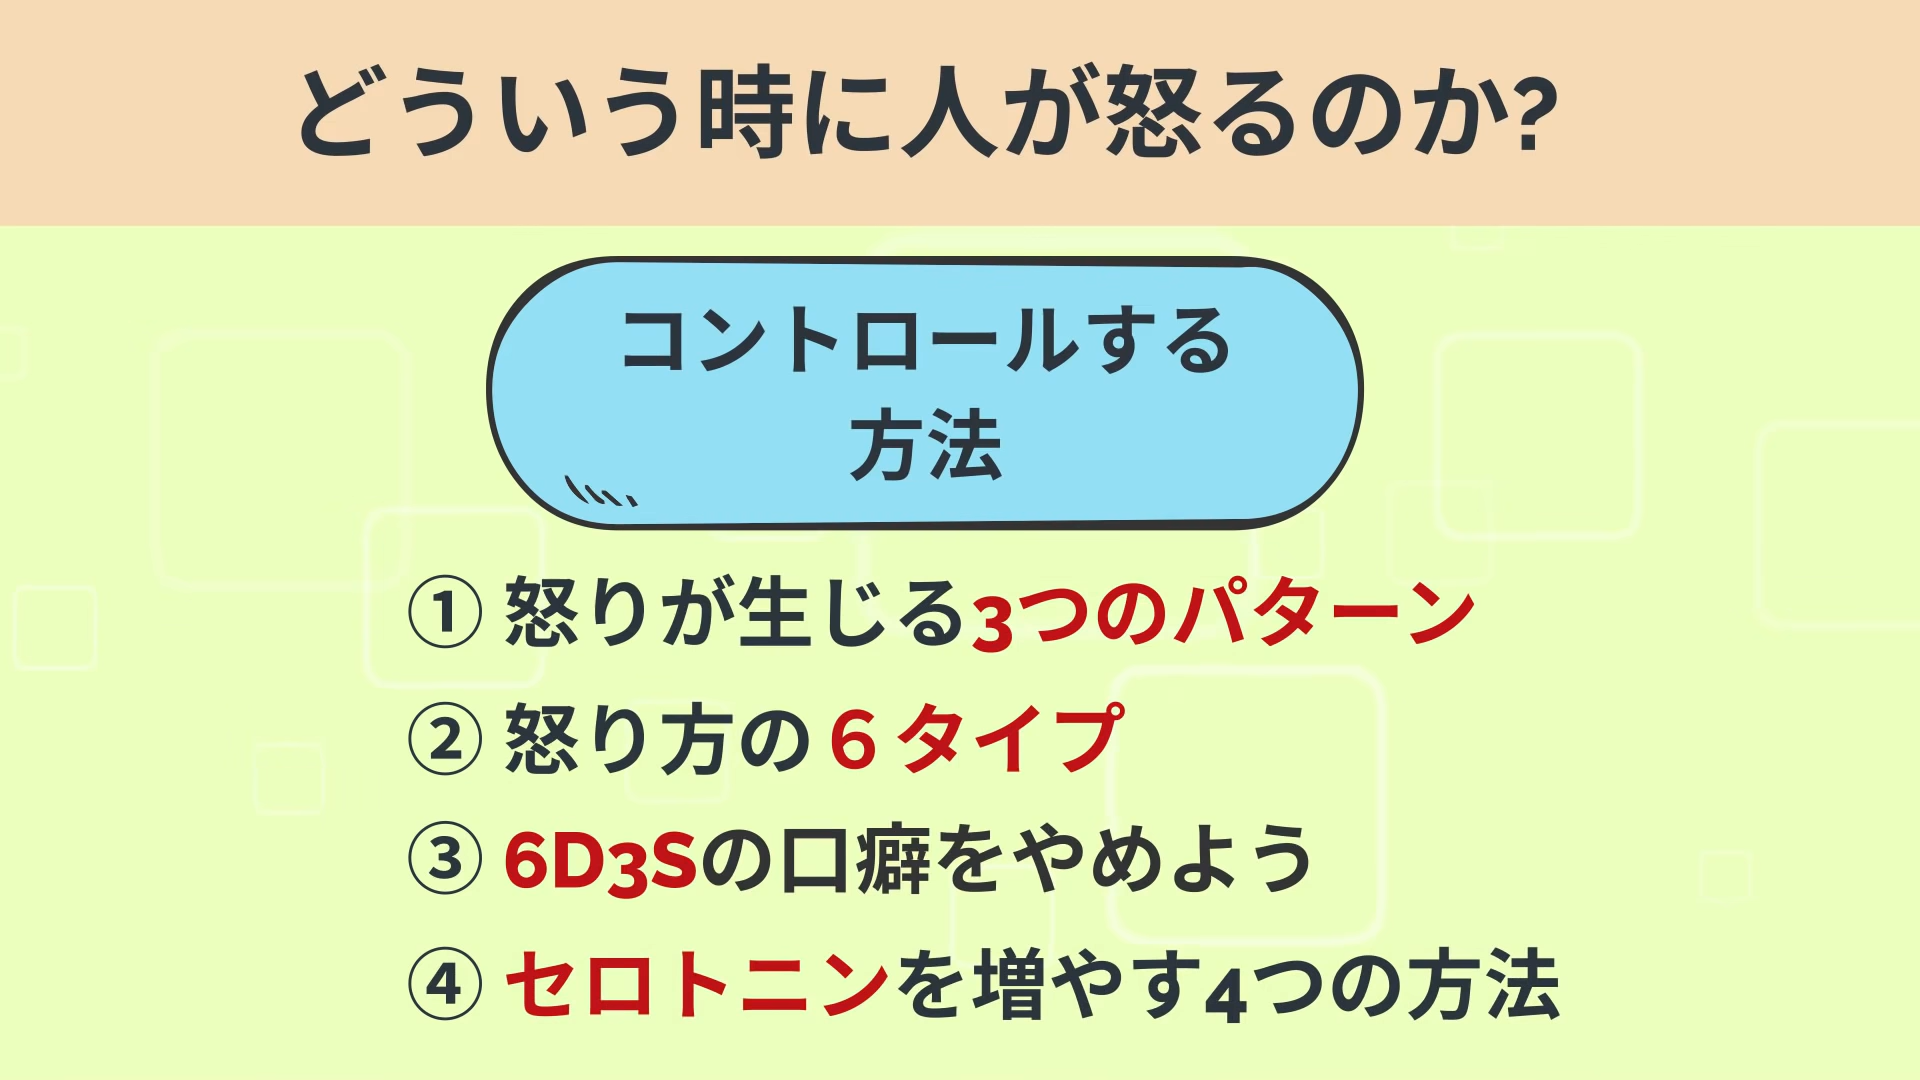 どういう時に人が怒るのか?
コントロールする
方法
① 怒りが生じる3つのパターン
② 怒り方の６タイプ
③ 6D3Sの口癖をやめよう
④ セロトニンを増やす4つの方法